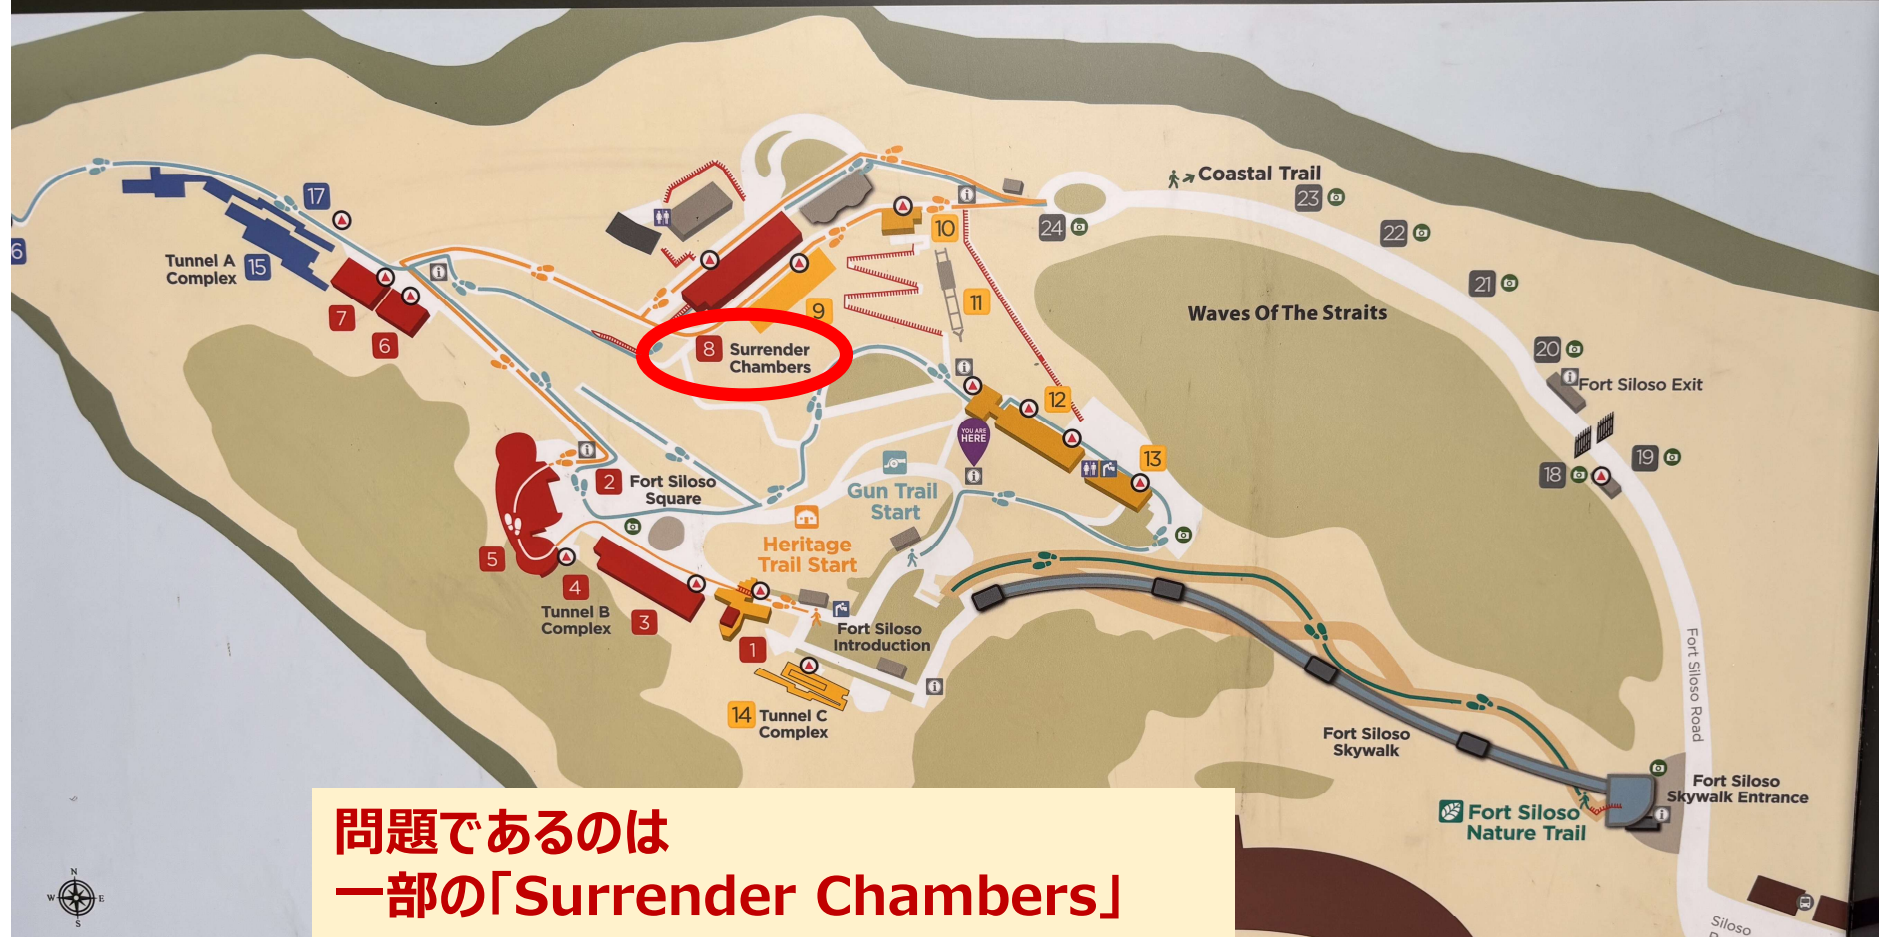 Coastal Trail
23
22
24
21
Waves Of The Straits
20
Fort Siloso Exit
19
18
17
Tunnel A
Complex
15
6
7
6
10
11
9
8
Surrender
Chambers
12
13
YOU ARE
HERE
2
Fort Siloso
Square
Gun Trail
Start
Heritage
Trail Start
5
4
Tunnel B
Complex
3
1
Fort Siloso
Introduction
14
Tunnel C
Complex
Fort Siloso
Skywalk
Fort Siloso Road
Fort Siloso
Skywalk Entrance
Fort Siloso
Nature Trail
Siloso
N
W
E
S
問題であるのは
一部の「Surrender Chambers」